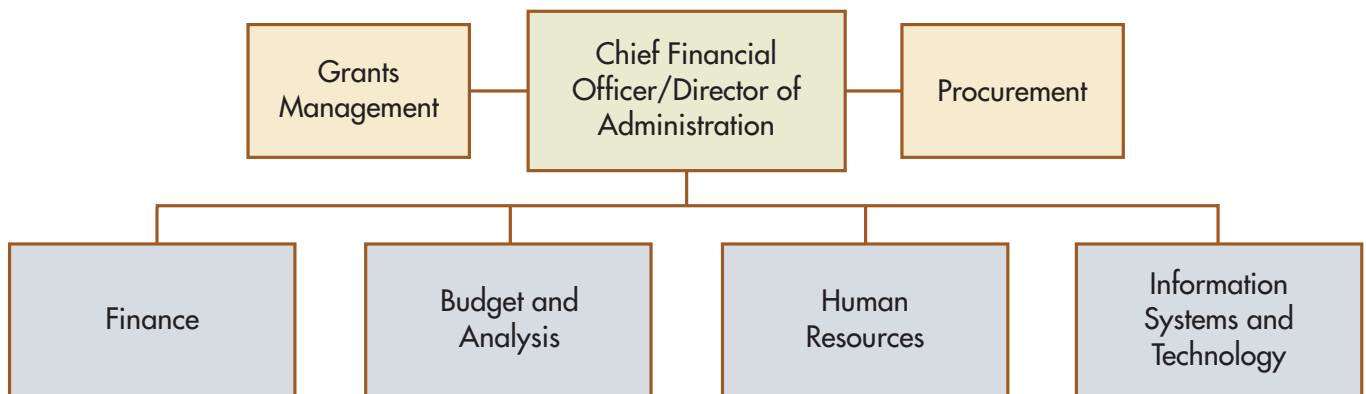 Grants
Management
Chief Financial
Officer/Director of
Administration
Procurement
Finance
Budget and
Analysis
Human
Resources
Information
Systems and
Technology